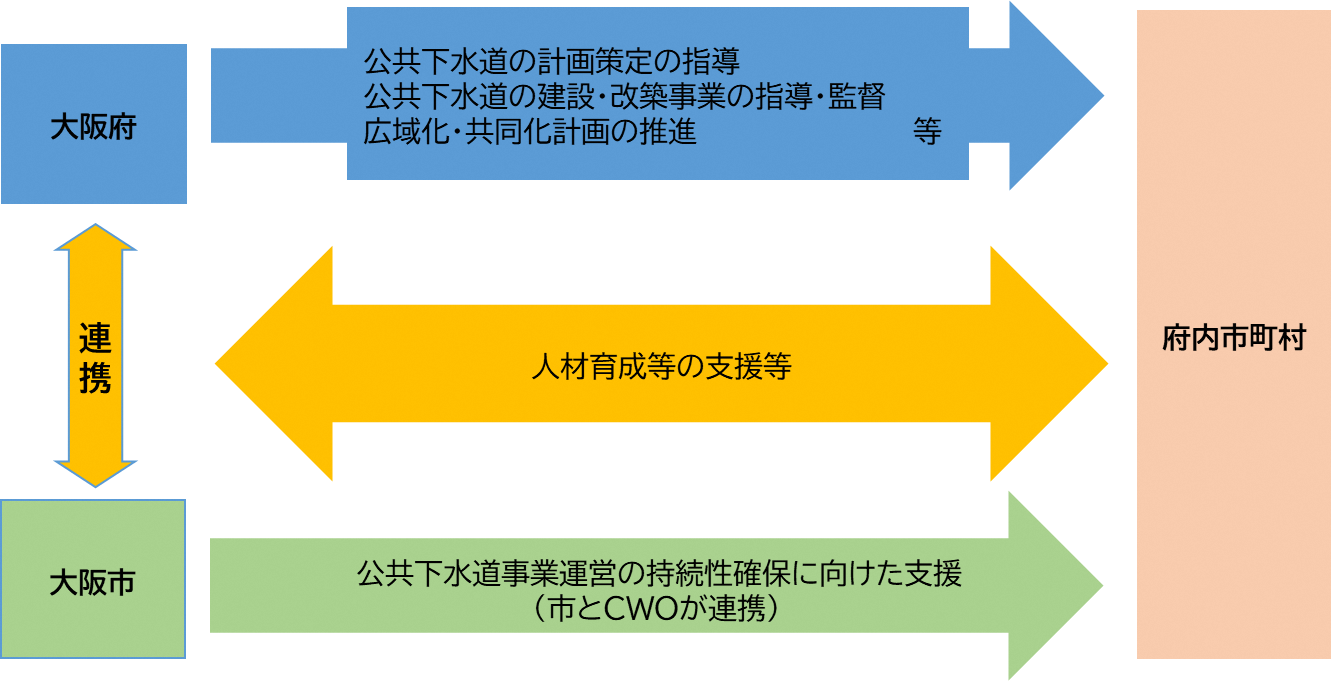 大阪府
公共下水道の計画策定の指導
公共下水道の建設・改築事業の指導・監督
広域化・共同化計画の推進　　　　　　　等
連携
人材育成等の支援等
府内市町村
大阪市
公共下水道事業運営の持続性確保に向けた支援
（市とCWOが連携）